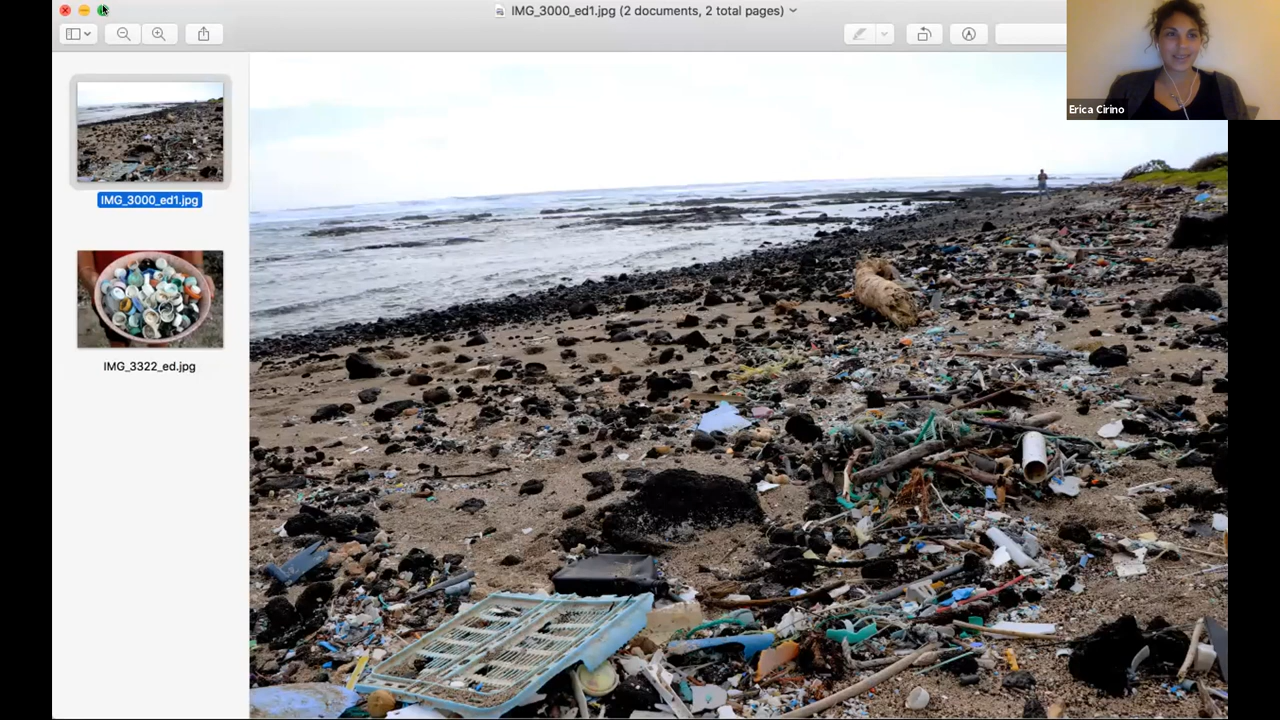 IMG_3000_ed1.jpg (2 documents, 2 total pages)
Erica Cirino
IMG_3000_ed1.jpg
IMG_3322_ed.jpg